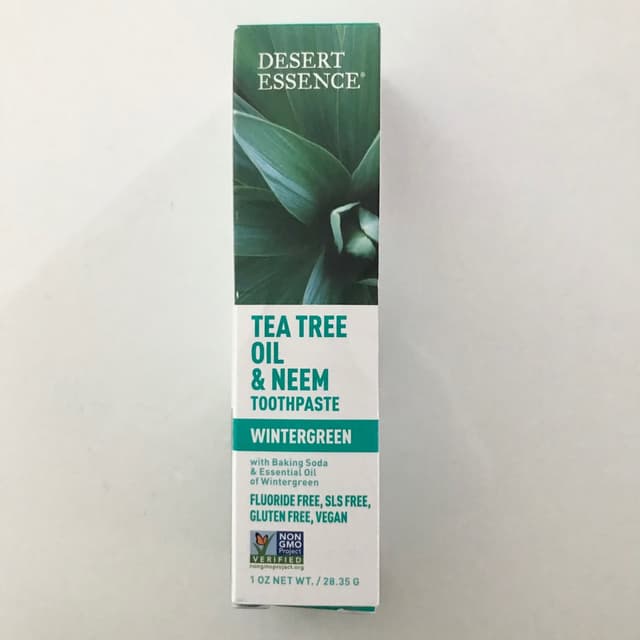 DESERT
ESSENCE®
TEA TREE
OIL
& NEEM
TOOTHPASTE
WINTERGREEN
with Baking Soda
& Essential Oil
of Wintergreen
FLUORIDE FREE, SLS FREE,
GLUTEN FREE, VEGAN
NON
GMO
Project
VERIFIED
nongmoproject.org
1 OZ NET WT. / 28.35 G